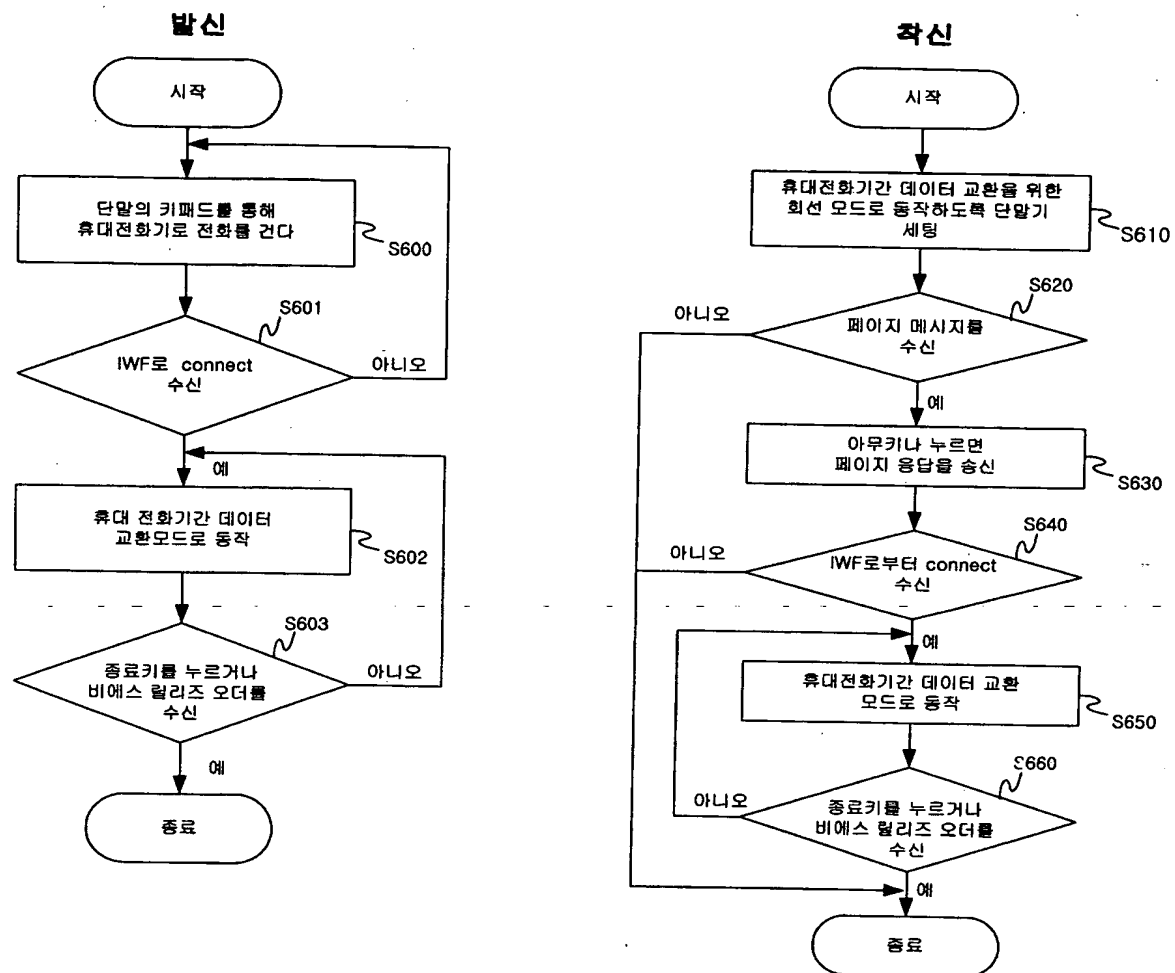 발신
시작
단말의 키패드를 통해
휴대전화기로 전화를 건다
S600
S601
IWF로 connect
수신
아니오
예
휴대 전화기간 데이터
교환모드로 동작
S602
S603
종료키를 누르거나
비에스 릴리즈 오더를
수신
아니오
예
종료
착신
시작
휴대전화기간 데이터 교환을 위한
회선 모드로 동작하도록 단말기
세팅
S610
S620
아니오
페이지 메시지를
수신
예
아무키나 누르면
페이지 응답을 송신
S630
S640
아니오
IWF로부터 connect
수신
예
휴대전화기간 데이터 교환
모드로 동작
S650
S660
아니오
종료키를 누르거나
비에스 릴리즈 오더를
수신
예
종료